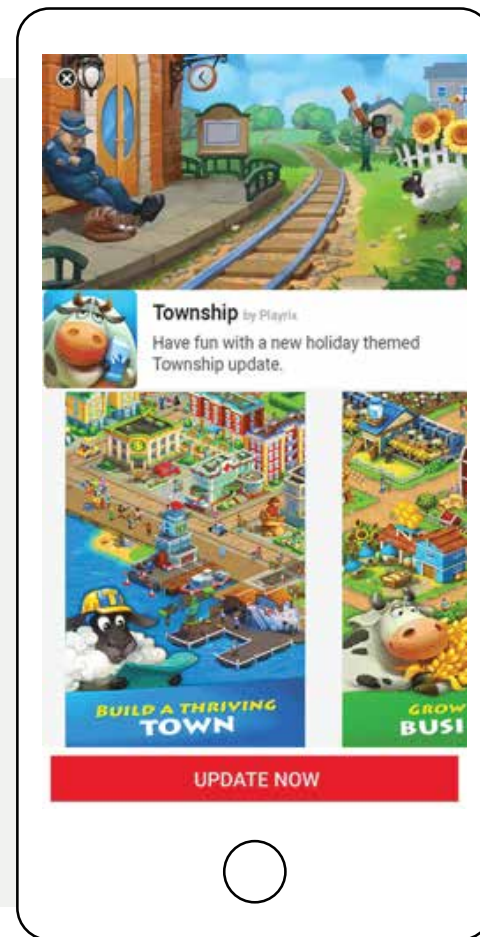 Township by Playrix
Have fun with a new holiday themed
Township update.
BUILD A THRIVING
TOWN
GROW
BUSI
UPDATE NOW